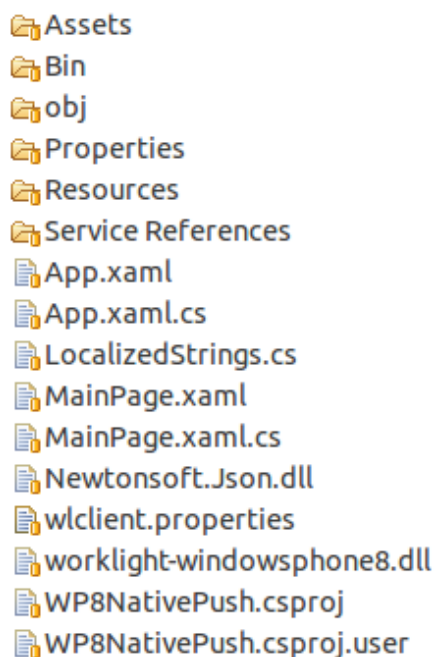 Assets
Bin
obj
Properties
Resources
Service References
App.xaml
App.xaml.cs
LocalizedStrings.cs
MainPage.xaml
MainPage.xaml.cs
Newtonsoft.Json.dll
wlclient.properties
worklight-windowsphone8.dll
WP8NativePush.csproj
WP8NativePush.csproj.user